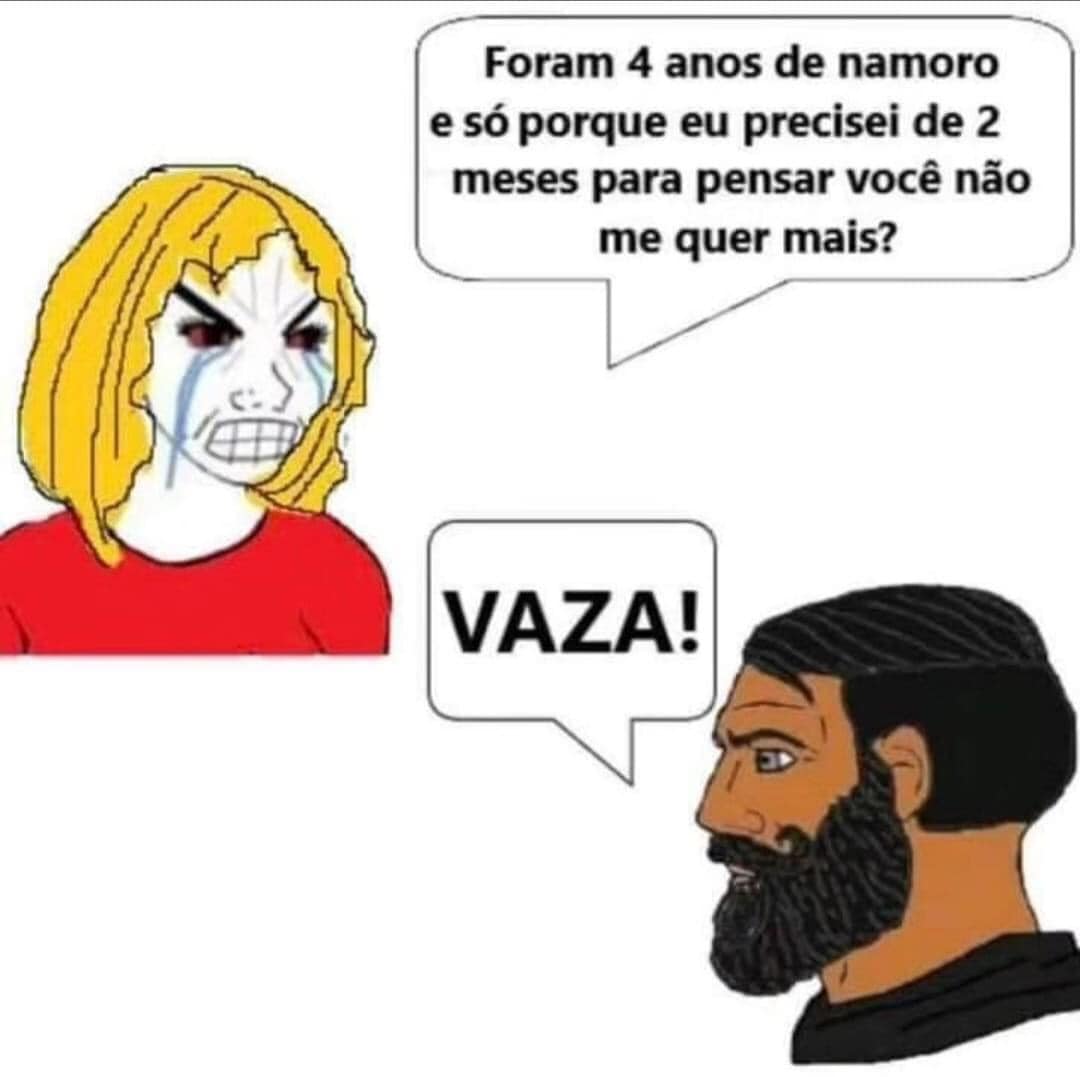 Foram 4 anos de namoro
e só porque eu precisei de 2
meses para pensar você não
me quer mais?
VAZA!